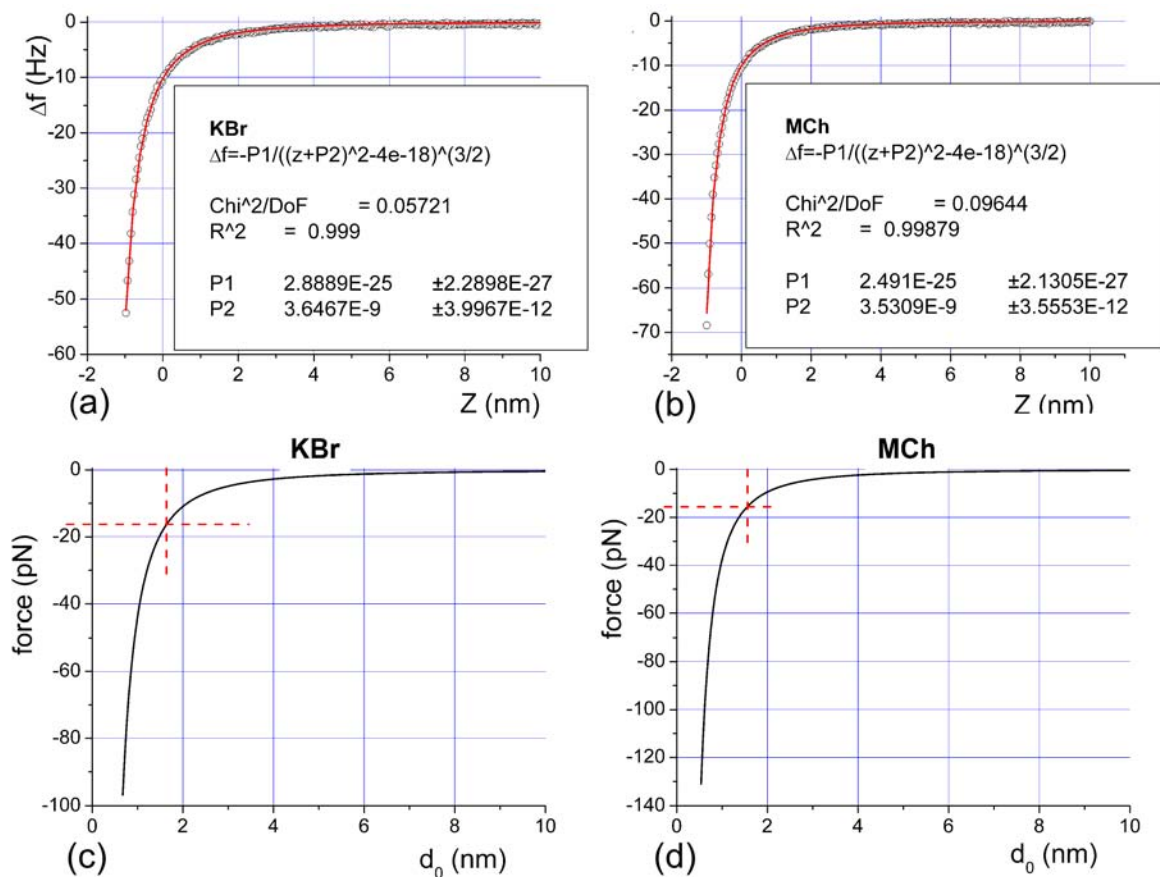 0
-10
-20
-30
-40
-50
-60
Δf (Hz)
KBr
Δf=-P1/((z+P2)^2-4e-18)^(3/2)
Chi^2/DoF = 0.05721
R^2 = 0.999
P1 2.8889E-25 ±2.2898E-27
P2 3.6467E-9 ±3.9967E-12
-2 0 2 4 6 8 10
(a) Z (nm)
0
-10
-20
-30
-40
-50
-60
-70
MCh
Δf=-P1/((z+P2)^2-4e-18)^(3/2)
Chi^2/DoF = 0.09644
R^2 = 0.99879
P1 2.491E-25 ±2.1305E-27
P2 3.5309E-9 ±3.5553E-12
-2 0 2 4 6 8 10
(b) Z (nm)
KBr
0
-20
-40
-60
-80
-100
force (pN)
0 2 4 6 8 10
(c) d0 (nm)
MCh
0
-20
-40
-60
-80
-100
-120
-140
force (pN)
0 2 4 6 8 10
(d) d0 (nm)